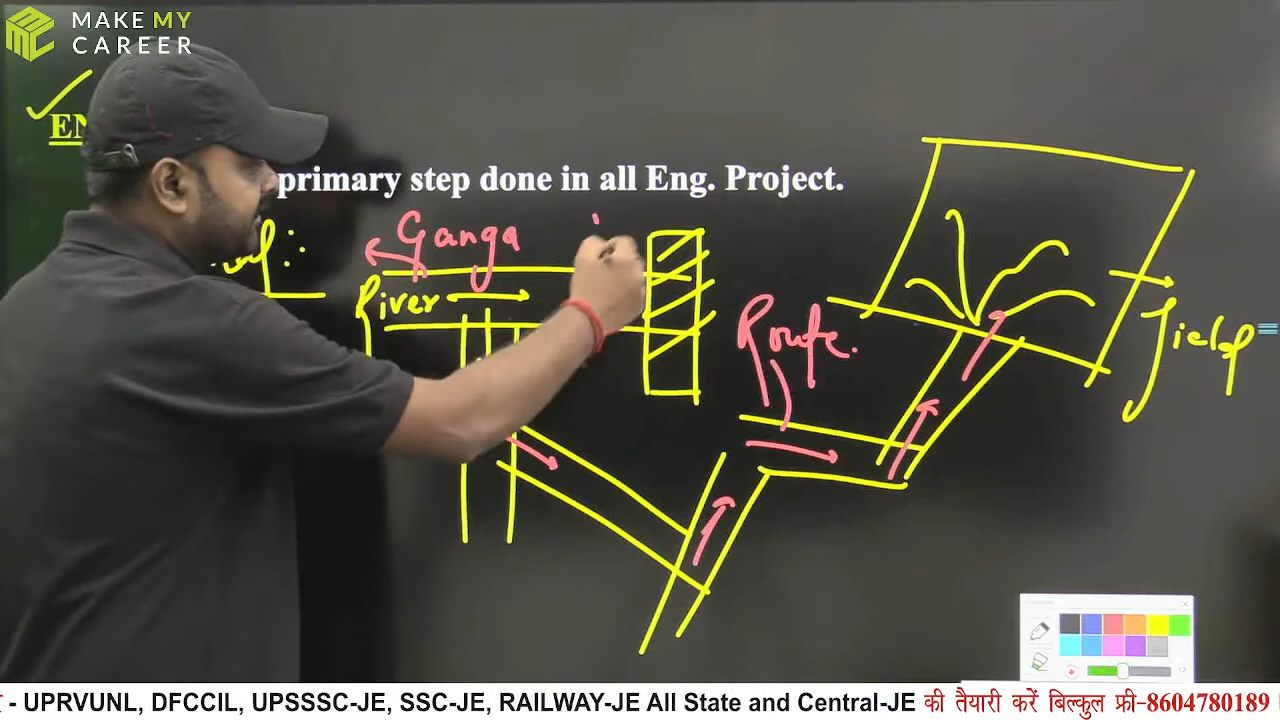 MAKE MY
CAREER
EN
primary step done in all Eng. Project.
Ganga
River
Route.
Field
- UPRVUNL, DFCCIL, UPSSSC-JE, SSC-JE, RAILWAY-JE All State and Central-JE की तैयारी करें बिल्कुल फ्री-8604780189